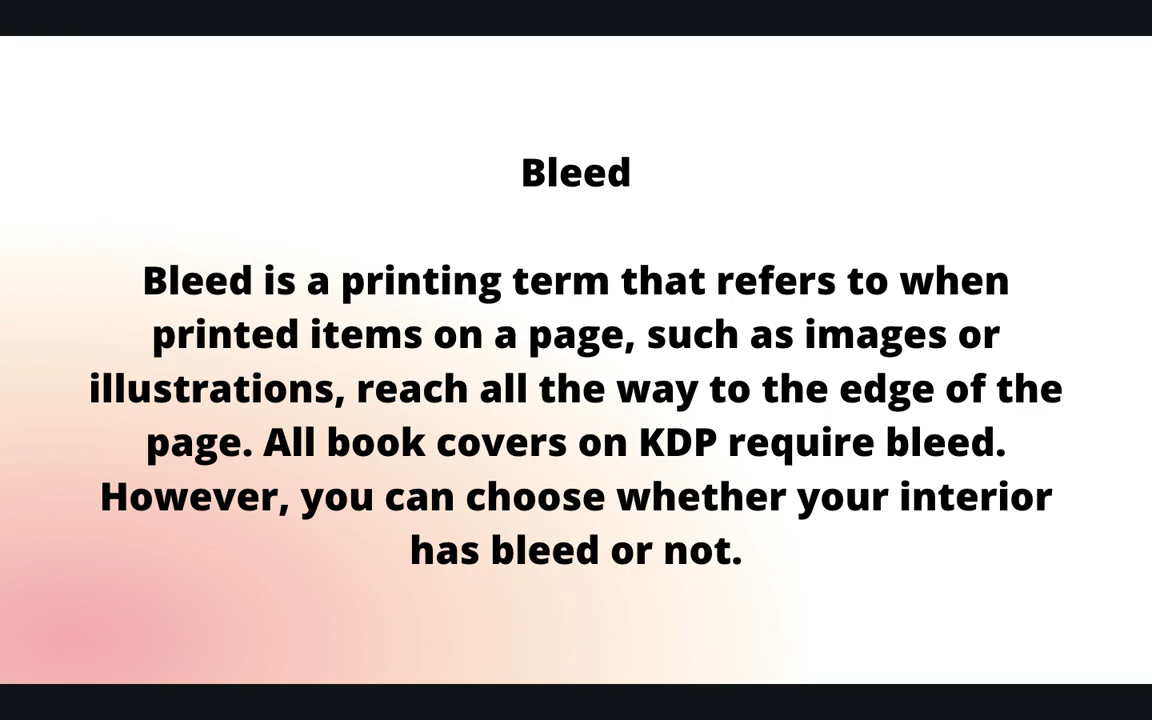 Bleed
Bleed is a printing term that refers to when
printed items on a page, such as images or
illustrations, reach all the way to the edge of the
page. All book covers on KDP require bleed.
However, you can choose whether your interior
has bleed or not.